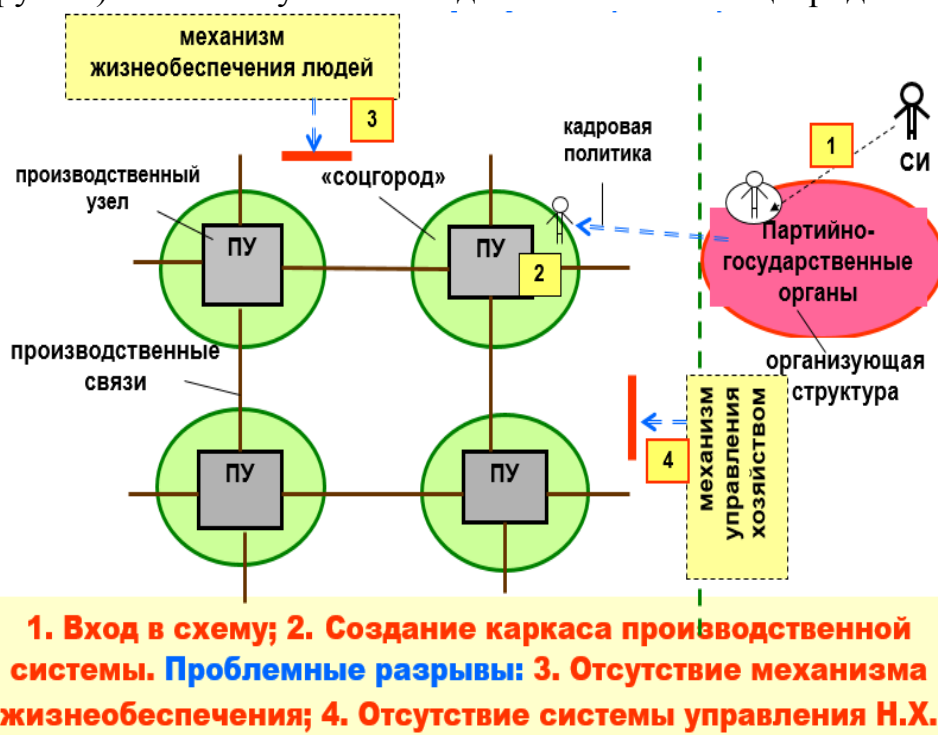 механизм
жизнеобеспечения людей
3
кадровая
политика
1
СИ
производственный
узел
«соцгород»
ПУ
ПУ
2
Партийно-
государственные
органы
производственные
связи
организующая
структура
ПУ
ПУ
4
механизм
управления
хозяйством
1. Вход в схему; 2. Создание каркаса производственной
системы. Проблемные разрывы: 3. Отсутствие механизма
жизнеобеспечения; 4. Отсутствие системы управления Н.Х.